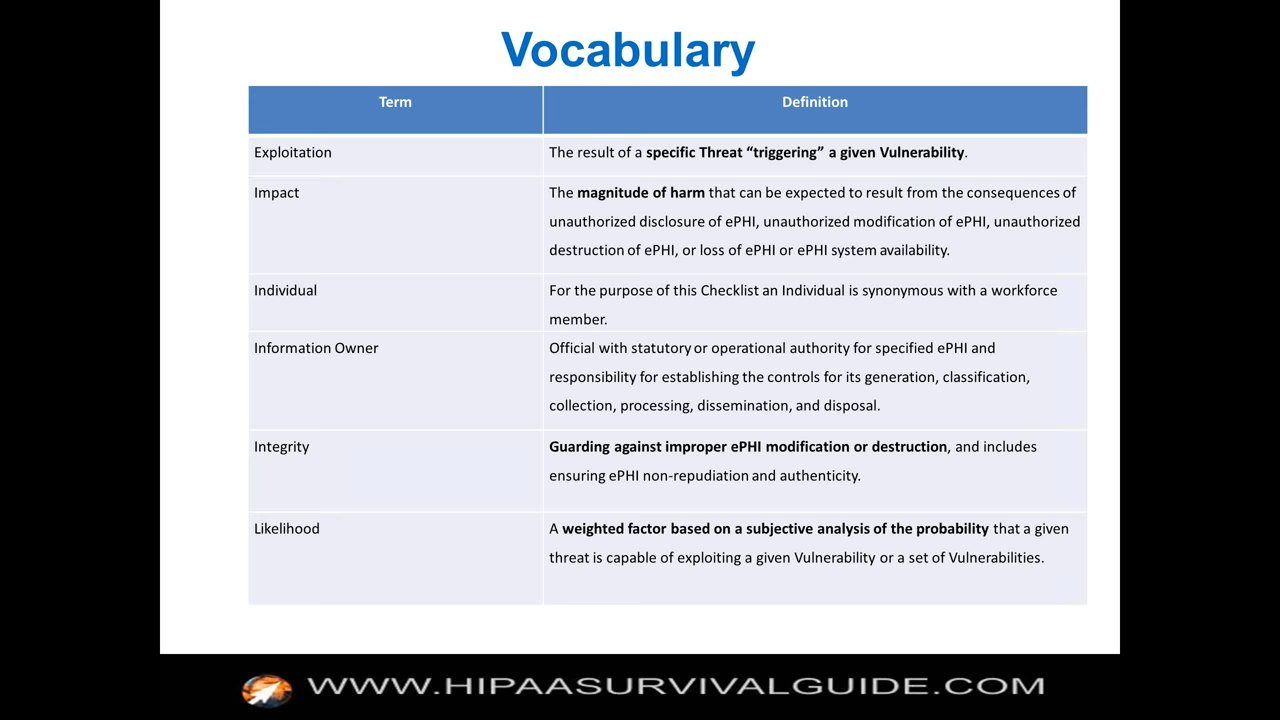 Vocabulary
Term
Definition
Exploitation
The result of a specific Threat “triggering” a given Vulnerability.
Impact
The magnitude of harm that can be expected to result from the consequences of
unauthorized disclosure of ePHI, unauthorized modification of ePHI, unauthorized
destruction of ePHI, or loss of ePHI or ePHI system availability.
Individual
For the purpose of this Checklist an Individual is synonymous with a workforce
member.
Information Owner
Official with statutory or operational authority for specified ePHI and
responsibility for establishing the controls for its generation, classification,
collection, processing, dissemination, and disposal.
Integrity
Guarding against improper ePHI modification or destruction, and includes
ensuring ePHI non-repudiation and authenticity.
Likelihood
A weighted factor based on a subjective analysis of the probability that a given
threat is capable of exploiting a given Vulnerability or a set of Vulnerabilities.
WWW.HIPAASURVIVALGUIDE.COM